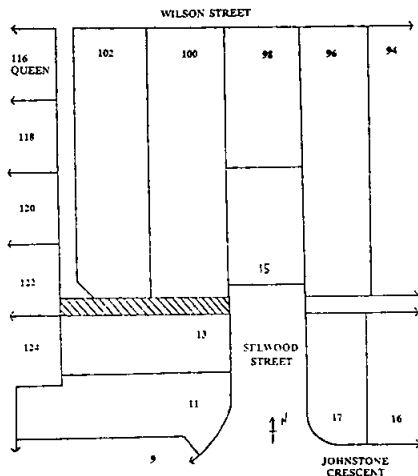 WILSON STREET
116
QUEEN
102
100
98
96
94
118
120
122
15
124
13
SELWOOD
STREET
11
N
17
16
9
JOHNSTONE
CRESCENT